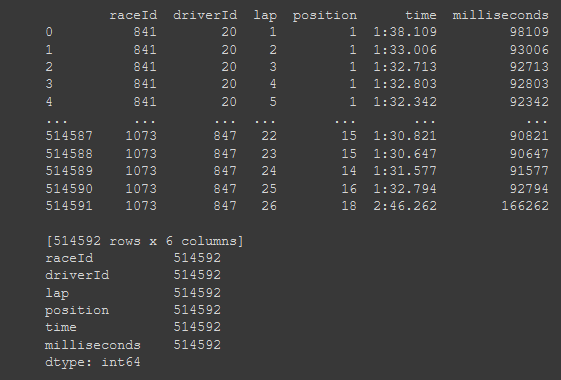 raceId driverId lap position time milliseconds
0 841 20 1 1 1:38.109 98109
1 841 20 2 1 1:33.006 93006
2 841 20 3 1 1:32.713 92713
3 841 20 4 1 1:32.803 92803
4 841 20 5 1 1:32.342 92342
... ... ... ... ... ... ...
514587 1073 847 22 15 1:30.821 90821
514588 1073 847 23 15 1:30.647 90647
514589 1073 847 24 14 1:31.577 91577
514590 1073 847 25 16 1:32.794 92794
514591 1073 847 26 18 2:46.262 166262
[514592 rows x 6 columns]
raceId 514592
driverId 514592
lap 514592
position 514592
time 514592
milliseconds 514592
dtype: int64